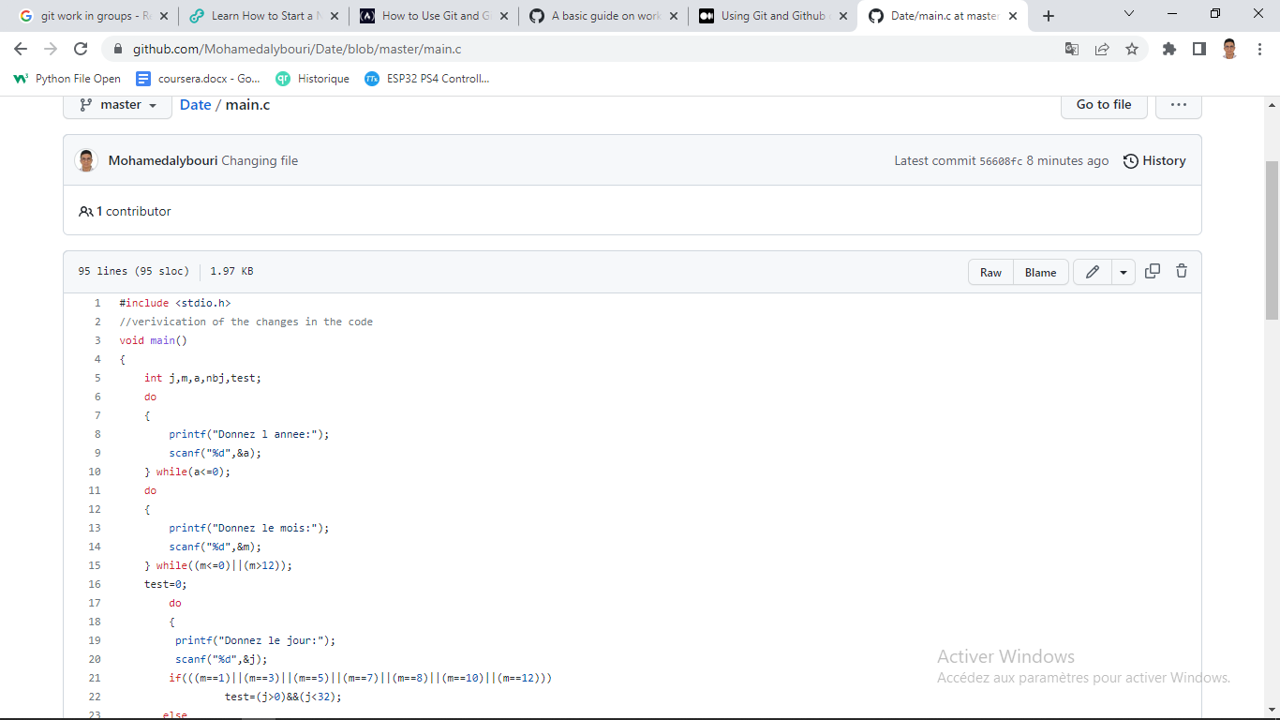 git work in groups - Re
Learn How to Start a N
How to Use Git and Gi
A basic guide on work
Using Git and Github
Date/main.c at master
github.com/Mohamedalybouri/Date/blob/master/main.c
Python File Open
coursera.docx - Go...
Historique
ESP32 PS4 Controll...
master
Date / main.c
Go to file
Mohamedalybouri Changing file
Latest commit 56608fc 8 minutes ago
History
1 contributor
95 lines (95 sloc)
1.97 KB
Raw
Blame
1 #include <stdio.h>
2 //verivication of the changes in the code
3 void main()
4 {
5     int j,m,a,nbj,test;
6     do
7     {
8         printf("Donnez l annee:");
9         scanf("%d",&a);
10     } while(a<=0);
11     do
12     {
13         printf("Donnez le mois:");
14         scanf("%d",&m);
15     } while((m<=0)||(m>12));
16     test=0;
17         do
18         {
19          printf("Donnez le jour:");
20          scanf("%d",&j);
21         if(((m==1)||(m==3)||(m==5)||(m==7)||(m==8)||(m==10)||(m==12)))
22                  test=(j>0)&&(j<32);
23        else
Activer Windows
Accédez aux paramètres pour activer Windows.